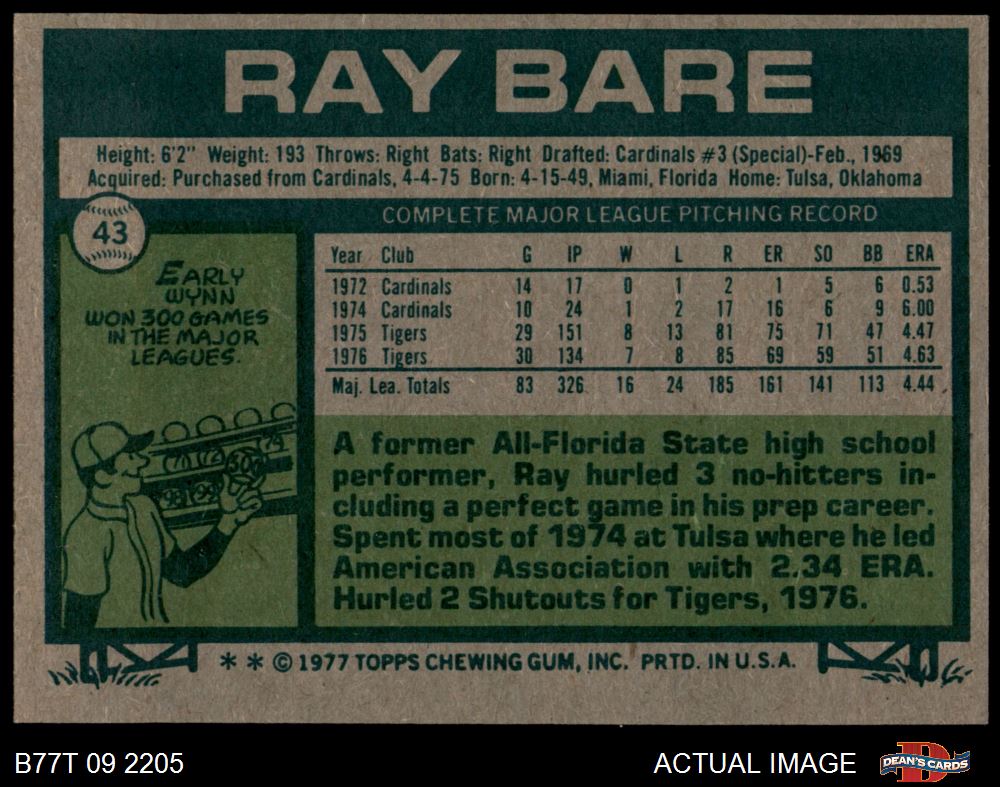 RAY BARE
Height: 6'2" Weight: 193 Throws: Right Bats: Right Drafted: Cardinals #3 (Special)-Feb., 1969
Acquired: Purchased from Cardinals, 4-4-75 Born: 4-15-49, Miami, Florida Home: Tulsa, Oklahoma
43
COMPLETE MAJOR LEAGUE PITCHING RECORD
EARLY
WYNN
WON 300 GAMES
IN THE MAJOR
LEAGUES.
Year Club G IP W L R ER SO BB ERA
1972 Cardinals 14 17 0 1 2 1 5 6 0.53
1974 Cardinals 10 24 1 2 17 16 6 9 6.00
1975 Tigers 29 151 8 13 81 75 71 47 4.47
1976 Tigers 30 134 7 8 85 69 59 51 4.63
Maj. Lea. Totals 83 326 16 24 185 161 141 113 4.44
A former All-Florida State high school
performer, Ray hurled 3 no-hitters in-
cluding a perfect game in his prep career.
Spent most of 1974 at Tulsa where he led
American Association with 2.34 ERA.
Hurled 2 Shutouts for Tigers, 1976.
300
298 299
* * © 1977 TOPPS CHEWING GUM, INC. PRTD. IN U.S.A.
B77T 09 2205
ACTUAL IMAGE
DEAN'S CARDS